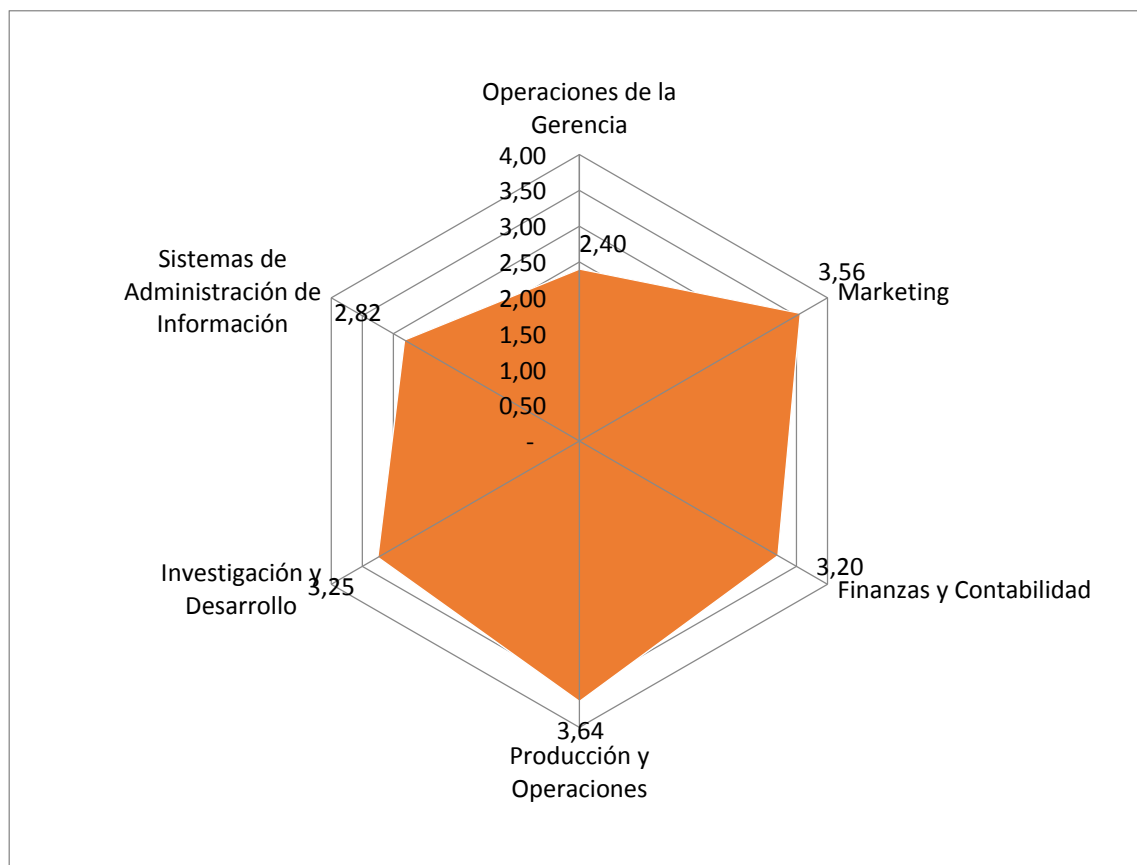 Operaciones de la
Gerencia
4,00
3,50
3,00
2,50
2,00
1,50
1,00
0,50
-
2,40
3,56
Marketing
3,20
Finanzas y Contabilidad
3,64
Producción y
Operaciones
Investigación y
Desarrollo
3,25
Sistemas de
Administración de
Información
2,82